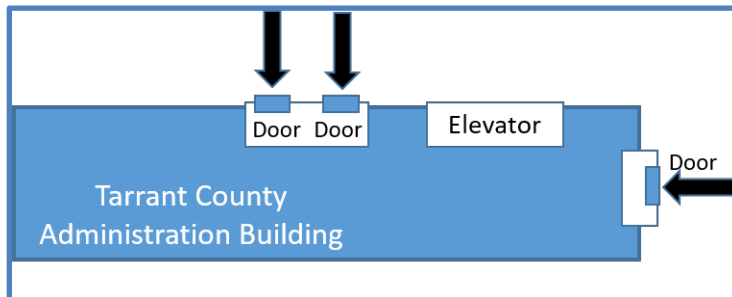 Door Door
Elevator
Door
Tarrant County
Administration Building